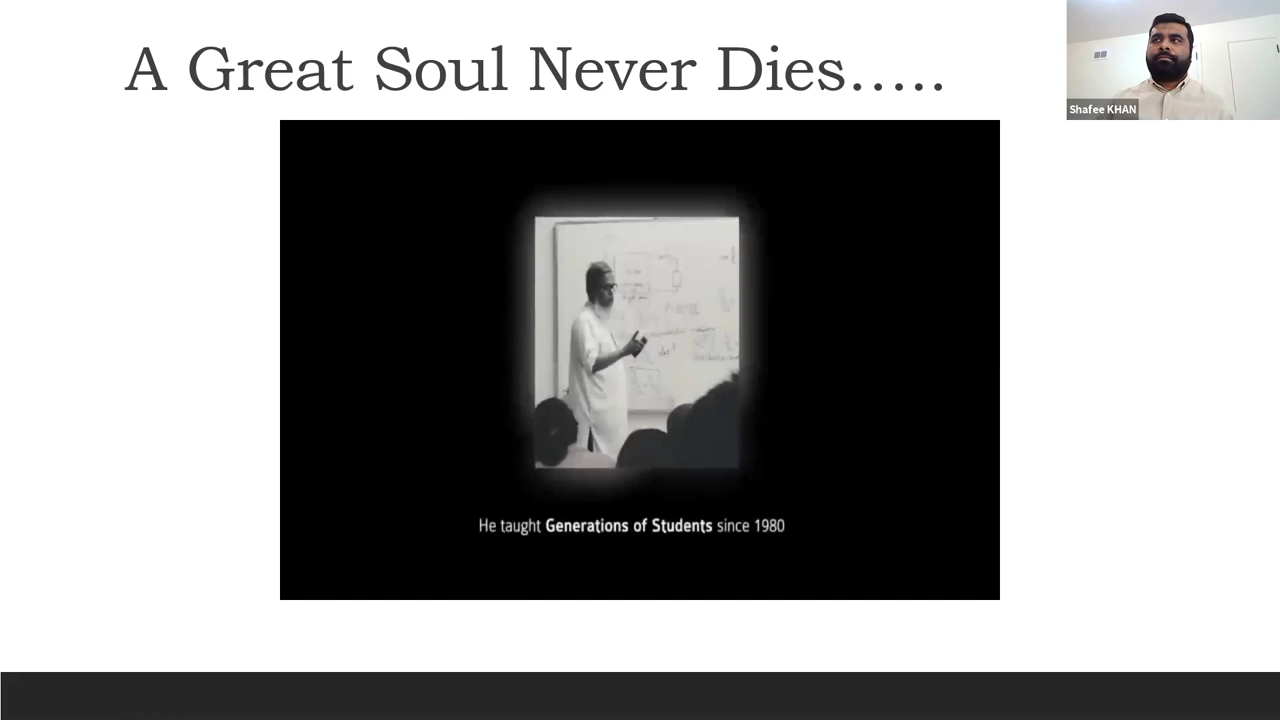 A Great Soul Never Dies.....
Shafee KHAN
He taught Generations of Students since 1980